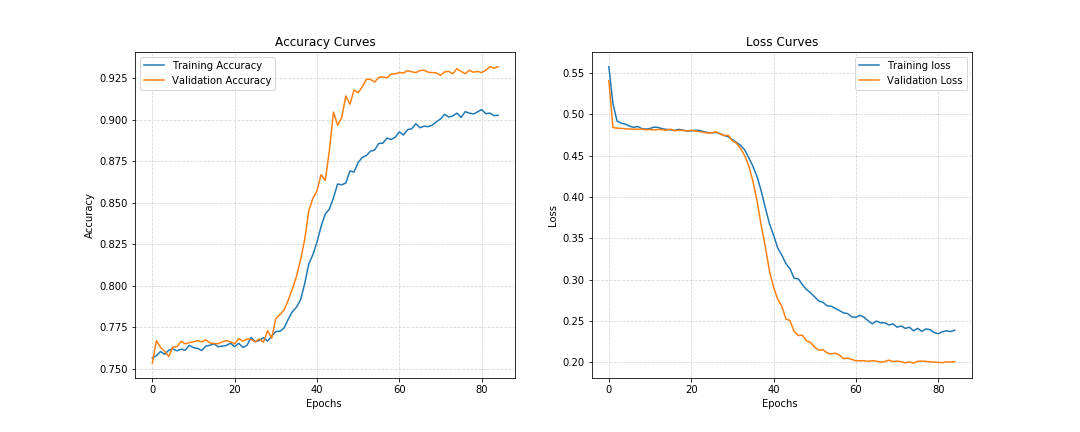 Accuracy Curves
Training Accuracy
Validation Accuracy
0.925
0.900
0.875
0.850
0.825
0.800
0.775
0.750
Accuracy
0
20
40
60
80
Epochs
Loss Curves
Training loss
Validation Loss
0.55
0.50
0.45
0.40
0.35
0.30
0.25
0.20
Loss
0
20
40
60
80
Epochs